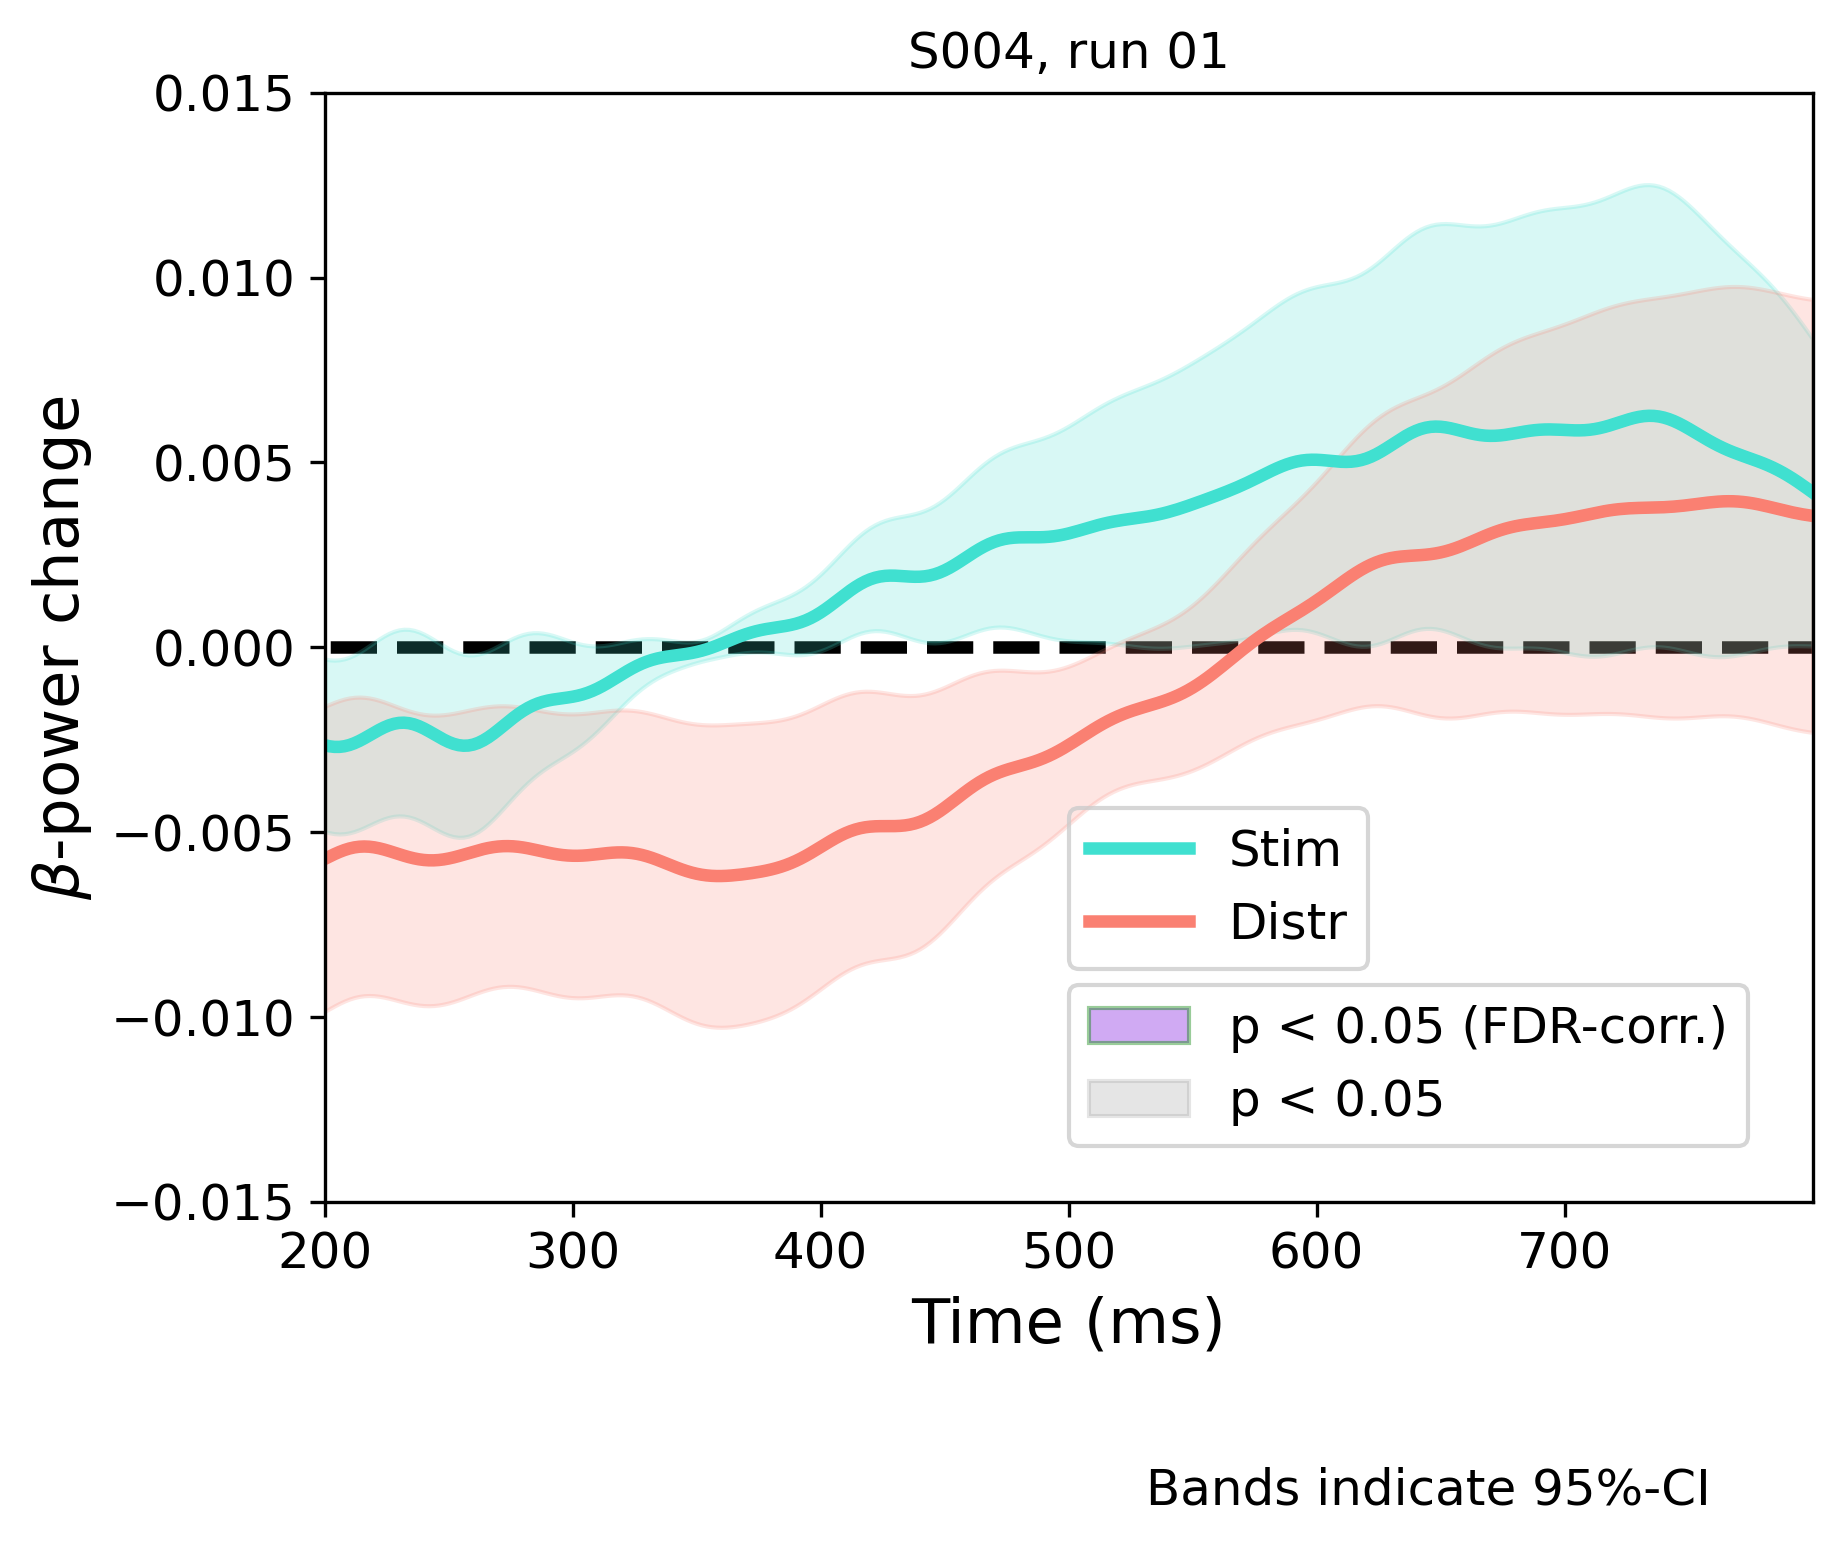 S004, run 01
0.015
0.010
0.005
0.000
−0.005
−0.010
−0.015
β-power change
Stim
Distr
p < 0.05 (FDR-corr.)
p < 0.05
200 300 400 500 600 700
Time (ms)
Bands indicate 95%-CI